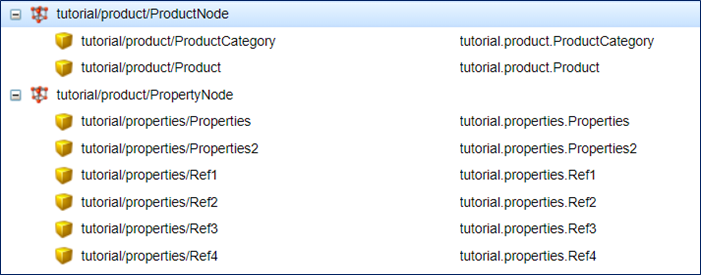 tutorial/product/ProductNode
tutorial/product/ProductCategory tutorial.product.ProductCategory
tutorial/product/Product tutorial.product.Product
tutorial/product/PropertyNode
tutorial/properties/Properties tutorial.properties.Properties
tutorial/properties/Properties2 tutorial.properties.Properties2
tutorial/properties/Ref1 tutorial.properties.Ref1
tutorial/properties/Ref2 tutorial.properties.Ref2
tutorial/properties/Ref3 tutorial.properties.Ref3
tutorial/properties/Ref4 tutorial.properties.Ref4